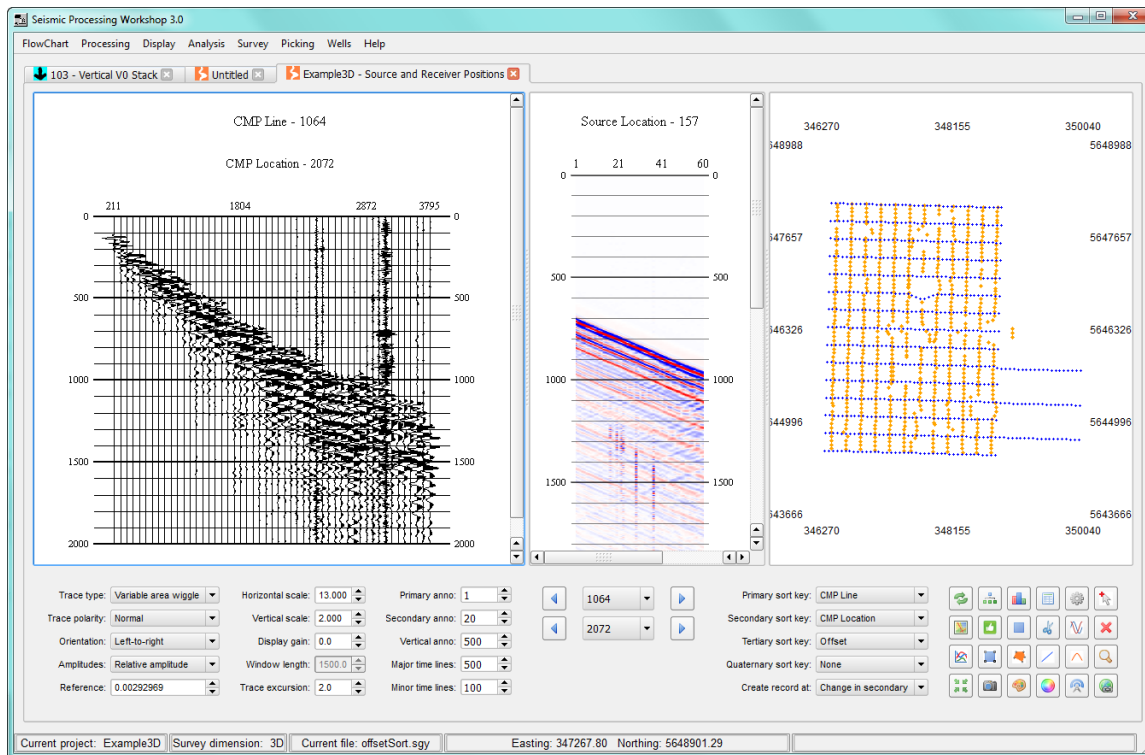 Seismic Processing Workshop 3.0
FlowChart Processing Display Analysis Survey Picking Wells Help
103 - Vertical V0 Stack Untitled Example3D - Source and Receiver Positions
CMP Line - 1064
CMP Location - 2072
211 1804 2872 3795
0 0
500 500
1000 1000
1500 1500
2000 2000
Source Location - 157
1 21 41 60
0 0
500 500
1000 1000
1500 1500
346270 348155 350040
5648988 5648988
5647657 5647657
5646326 5646326
5644996 5644996
5643666 5643666
346270 348155 350040
Trace type: Variable area wiggle Horizontal scale: 13.000 Primary anno: 1 1064 Primary sort key: CMP Line
Trace polarity: Normal Vertical scale: 2.000 Secondary anno: 20 2072 Secondary sort key: CMP Location
Orientation: Left-to-right Display gain: 0.0 Vertical anno: 500 Tertiary sort key: Offset
Amplitudes: Relative amplitude Window length: 1500.0 Major time lines: 500 Quaternary sort key: None
Reference: 0.00292969 Trace excursion: 2.0 Minor time lines: 100 Create record at: Change in secondary
Current project: Example3D Survey dimension: 3D Current file: offsetSort.sgy Easting: 347267.80 Northing: 5648901.29